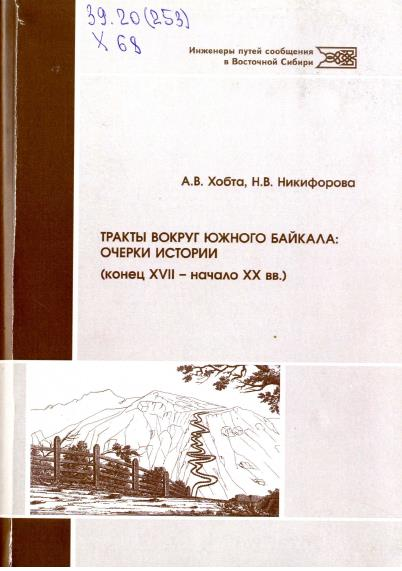 39.20(253)
Х 68
Инженеры путей сообщения
в Восточной Сибири
А.В. Хобта, Н.В. Никифорова
ТРАКТЫ ВОКРУГ ЮЖНОГО БАЙКАЛА:
ОЧЕРКИ ИСТОРИИ
(конец XVII – начало XX вв.)